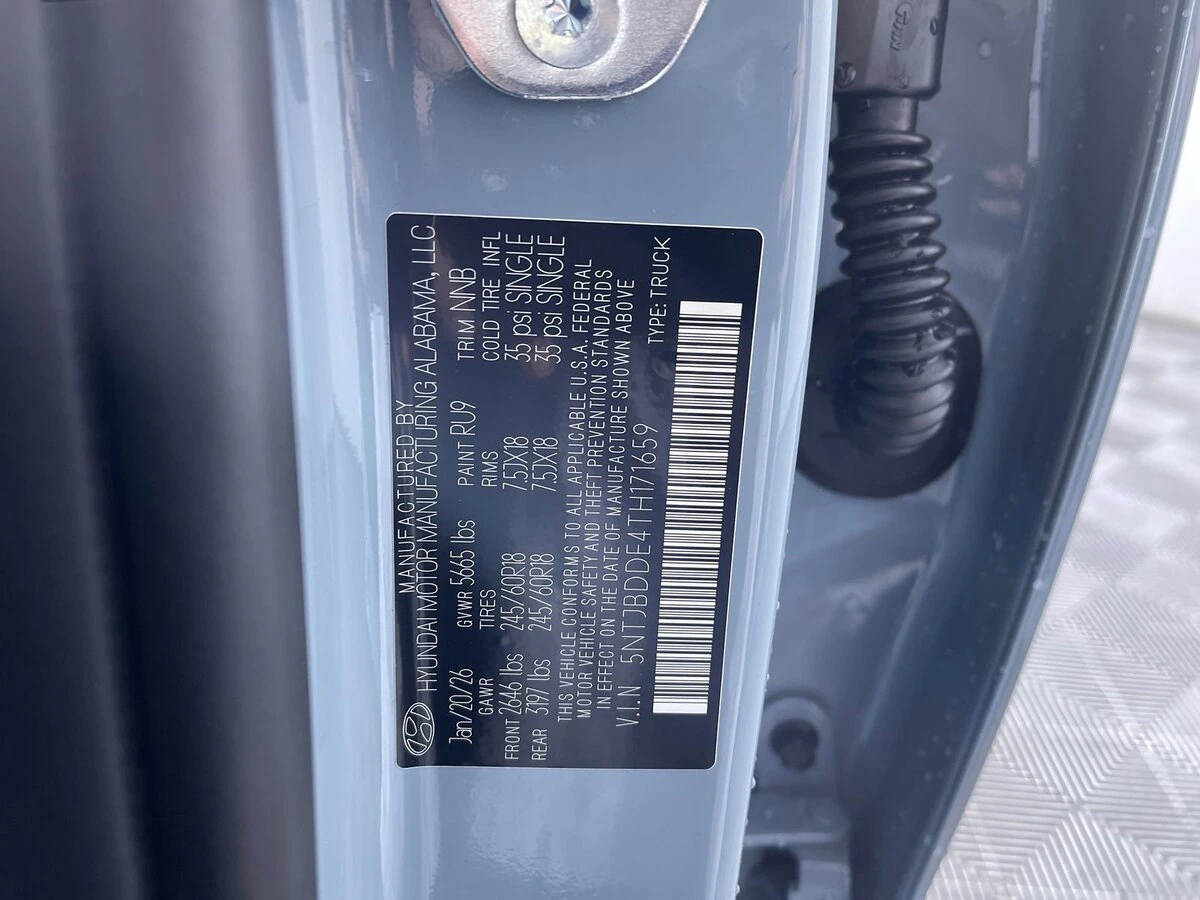 MANUFACTURED BY
HYUNDAI MOTOR MANUFACTURING ALABAMA, LLC
Jan/20/26 GVWR 5665 lbs PAINT RU9 TRIM NNB
GAWR TIRES RIMS COLD TIRE INFL
FRONT 2646 lbs 245/60R18 7.5JX18 35 psi SINGLE
REAR 3197 lbs 245/60R18 7.5JX18 35 psi SINGLE
THIS VEHICLE CONFORMS TO ALL APPLICABLE U.S.A. FEDERAL
MOTOR VEHICLE SAFETY AND THEFT PREVENTION STANDARDS
IN EFFECT ON THE DATE OF MANUFACTURE SHOWN ABOVE
V.I.N 5NTJBDDE4TH171659 TYPE: TRUCK